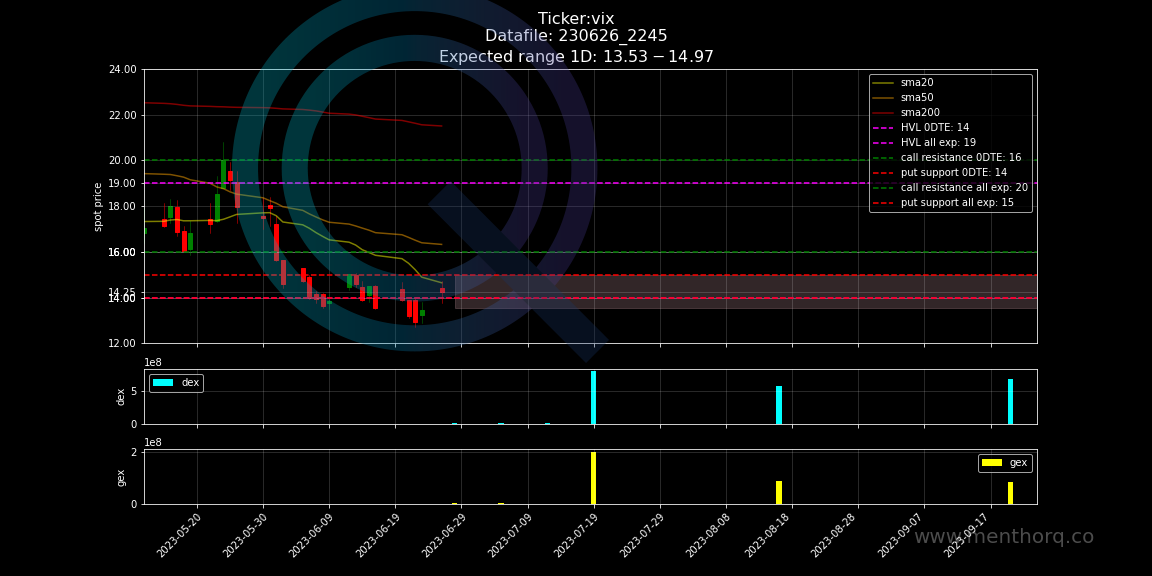 Ticker:vix
Datafile: 230626_2245
Expected range 1D: 13.53 − 14.97
24.00
22.00
20.00
19.00
18.00
16.00
14.25
14.00
12.00
spot price
sma20
sma50
sma200
HVL 0DTE: 14
HVL all exp: 19
call resistance 0DTE: 16
put support 0DTE: 14
call resistance all exp: 20
put support all exp: 15
1e8
5
0
dex
dex
1e8
2
0
gex
gex
2023-05-20
2023-05-30
2023-06-09
2023-06-19
2023-06-29
2023-07-09
2023-07-19
2023-07-29
2023-08-08
2023-08-18
2023-08-28
2023-09-07
2023-09-17
www.menthorq.co